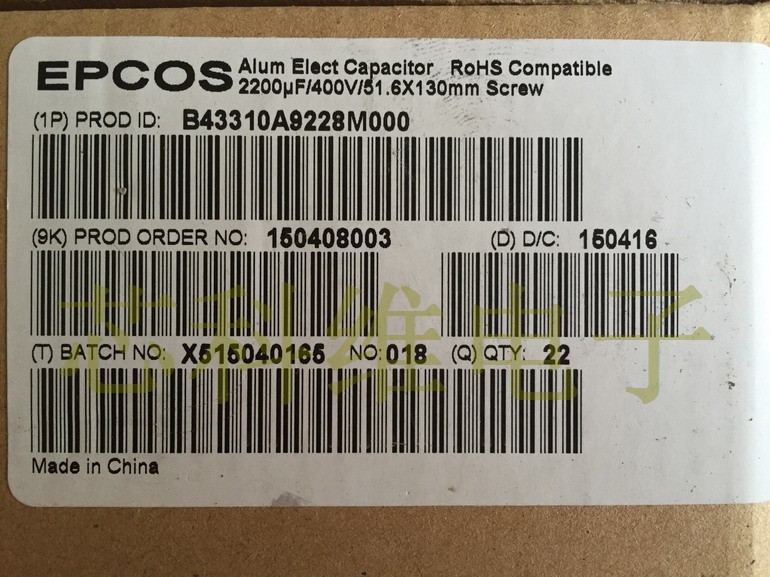 EPCOS Alum Elect Capacitor RoHS Compatible
2200µF/400V/51.6X130mm Screw
(1P) PROD ID: B43310A9228M000
(9K) PROD ORDER NO: 150408003 (D) D/C: 150416
芯科维电子
(T) BATCH NO: X515040165 NO: 018 (Q) QTY: 22
Made in China